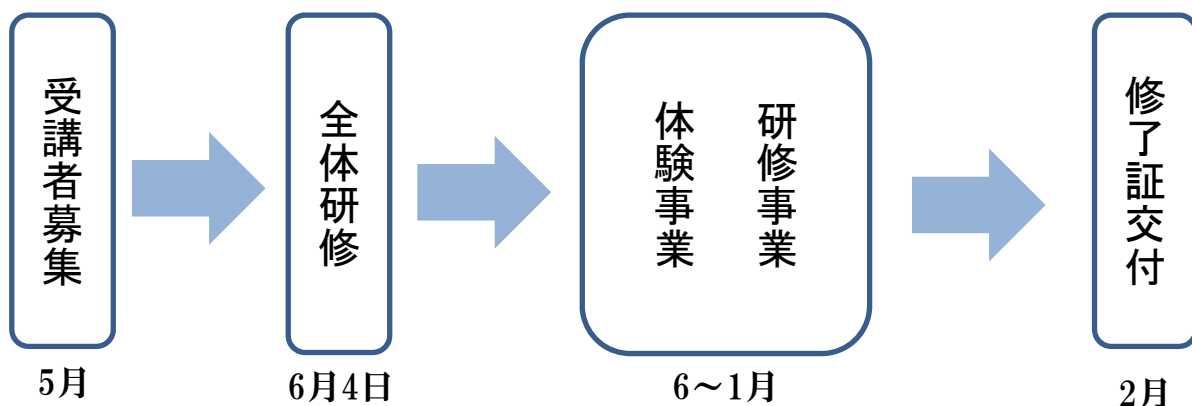 受講者募集
5月
全体研修
6月4日
研修事業
体験事業
6～1月
修了証交付
2月